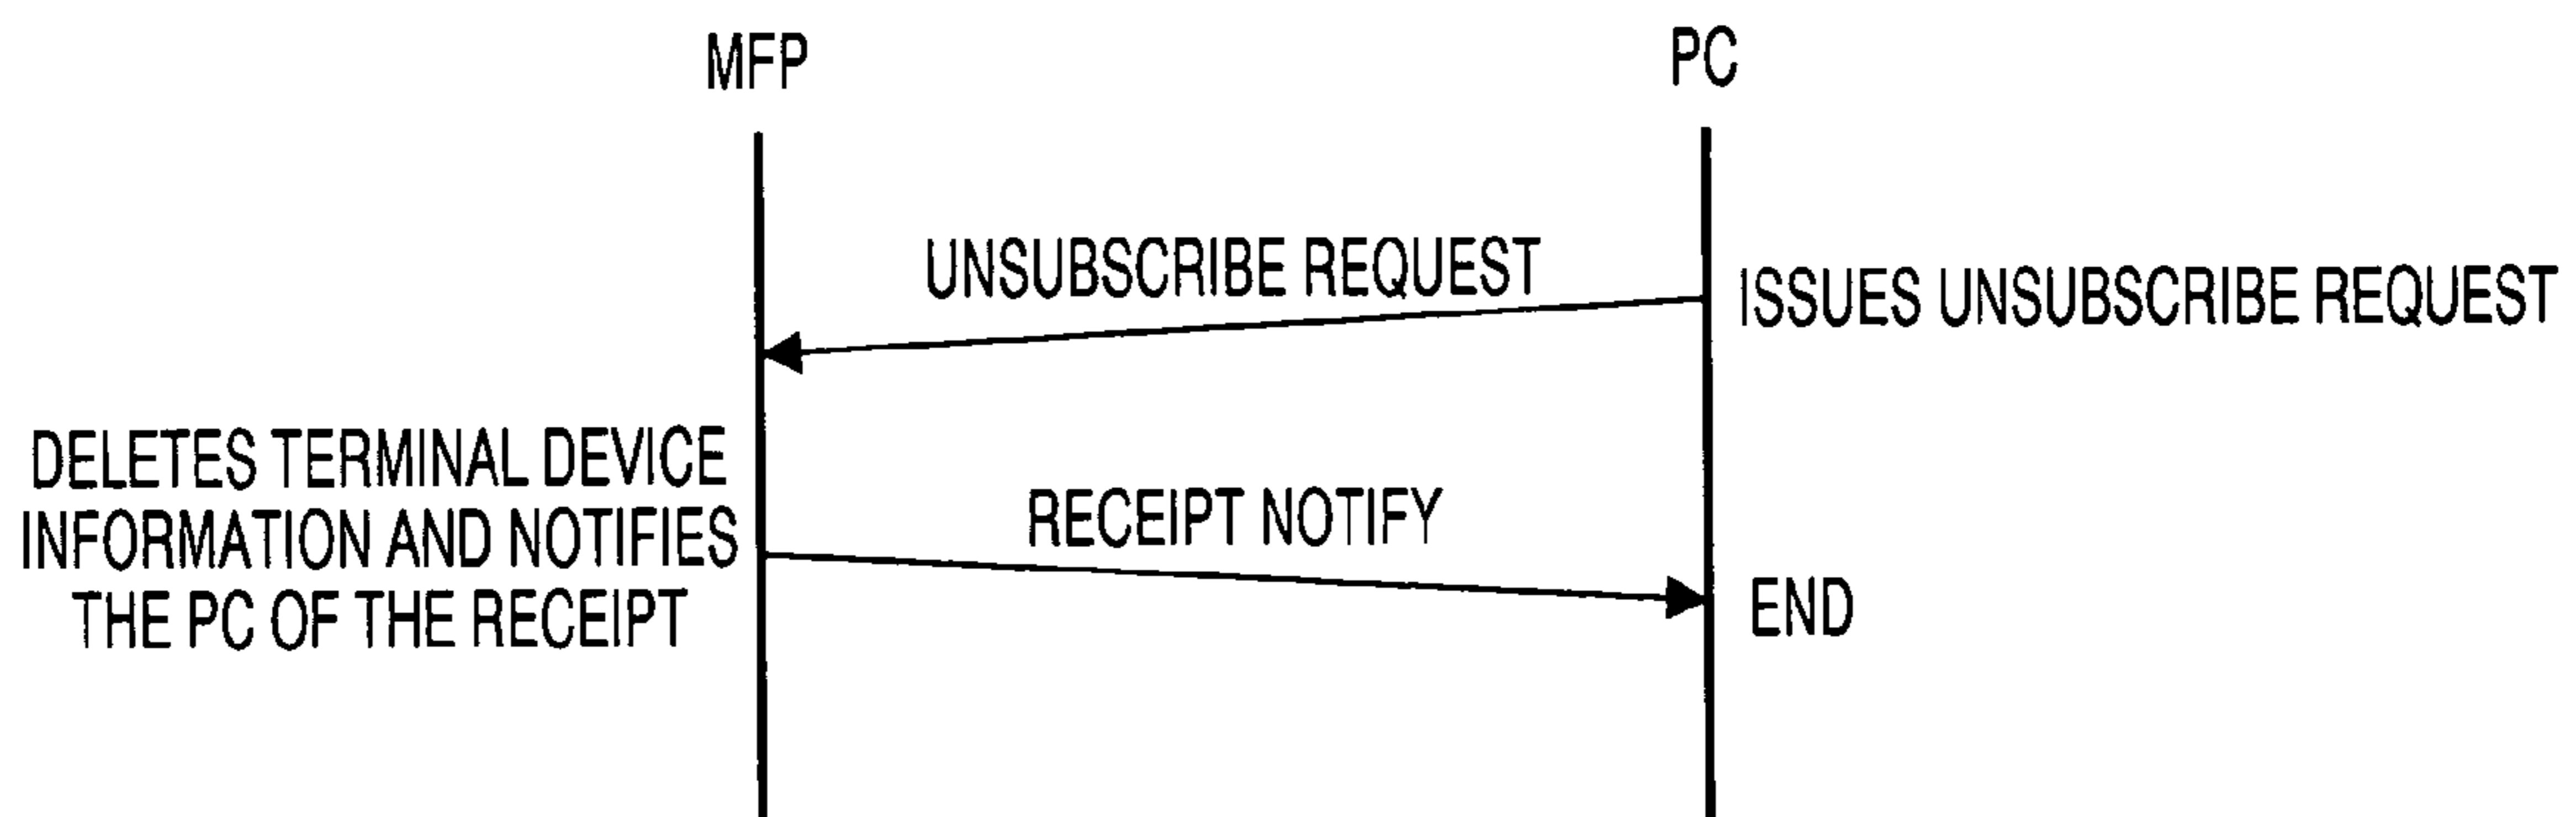 MFP
PC
UNSUBSCRIBE REQUEST
ISSUES UNSUBSCRIBE REQUEST
DELETES TERMINAL DEVICE
INFORMATION AND NOTIFIES
THE PC OF THE RECEIPT
RECEIPT NOTIFY
END